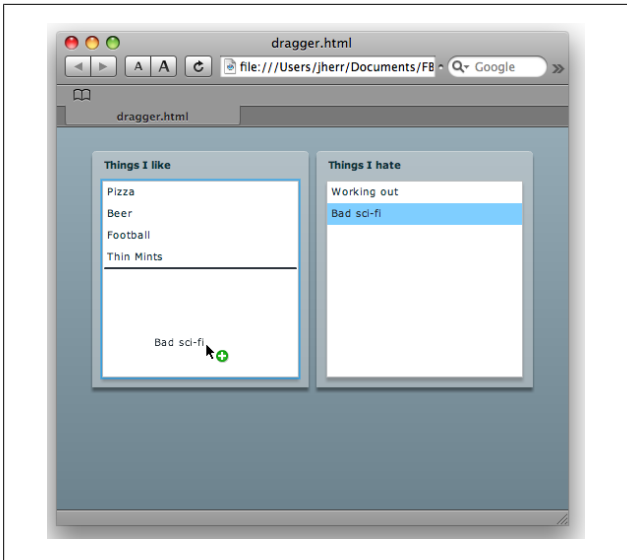 dragger.html
A A C file:///Users/jherr/Documents/FB Google
dragger.html
Things I like
Pizza
Beer
Football
Thin Mints
Bad sci-fi
Things I hate
Working out
Bad sci-fi